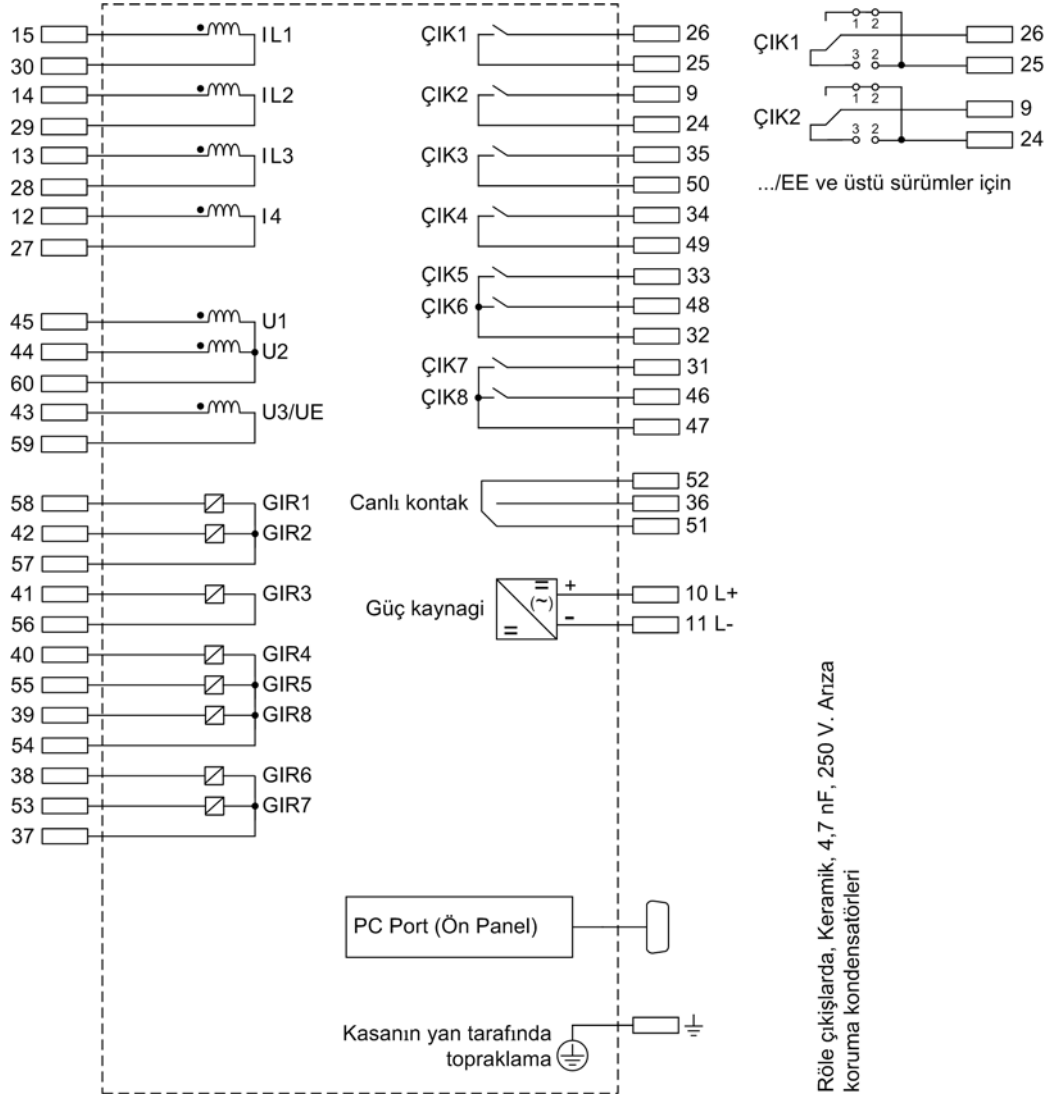 15
IL1
30
14
IL2
29
13
IL3
28
12
I4
27
45
U1
44
U2
60
43
U3/UE
59
58
GIR1
42
GIR2
57
41
GIR3
56
40
GIR4
55
GIR5
39
GIR8
54
38
GIR6
53
GIR7
37
ÇIK1
26
25
ÇIK2
9
24
ÇIK3
35
50
ÇIK4
34
49
ÇIK5
33
ÇIK6
48
32
ÇIK7
31
ÇIK8
46
47
Canlı kontak
52
36
51
Güç kaynagi
=
(~)
=
+
-
10 L+
11 L-
PC Port (Ön Panel)
Kasanın yan tarafında
topraklama
ÇIK1
1 2
3 2
26
25
ÇIK2
1 2
3 2
9
24
.../EE ve üstü sürümler için
Röle çıkişlarda, Keramik, 4,7 nF, 250 V. Arıza
koruma kondensatörleri